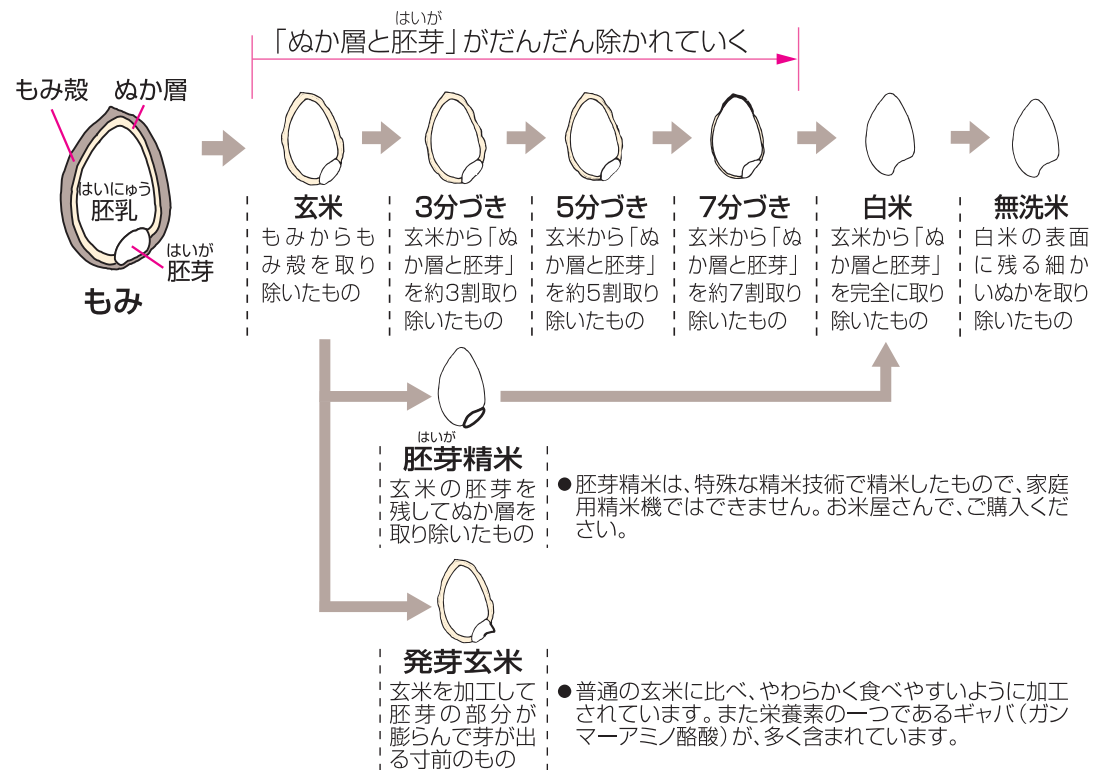 はいが
「ぬか層と胚芽」がだんだん除かれていく
もみ殻
ぬか層
はいにゅう
胚乳
はいが
胚芽
もみ
玄米
もみからも
み殻を取り
除いたもの
3分づき
玄米から「ぬ
か層と胚芽」
を約3割取り
除いたもの
5分づき
玄米から「ぬ
か層と胚芽」
を約5割取り
除いたもの
7分づき
玄米から「ぬ
か層と胚芽」
を約7割取り
除いたもの
白米
玄米から「ぬ
か層と胚芽」
を完全に取り
除いたもの
無洗米
白米の表面
に残る細か
いぬかを取り
除いたもの
はいが
胚芽精米
玄米の胚芽を
残してぬか層を
取り除いたもの
●胚芽精米は、特殊な精米技術で精米したもので、家庭
用精米機ではできません。お米屋さんで、ご購入くだ
さい。
発芽玄米
玄米を加工して
胚芽の部分が
膨らんで芽が出
る寸前のもの
●普通の玄米に比べ、やわらかく食べやすいように加工
されています。また栄養素の一つであるギャバ(ガン
マーアミノ酪酸)が、多く含まれています。